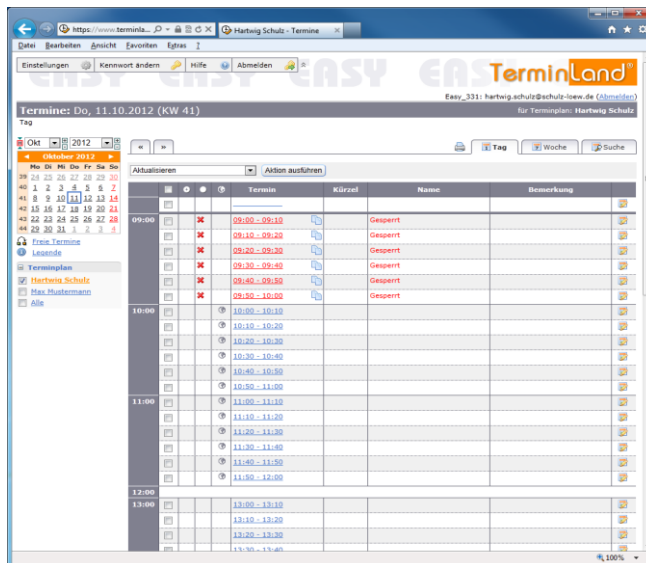 https://www.terminla...
Hartwig Schulz - Termine
Datei Bearbeiten Ansicht Favoriten Extras ?
Einstellungen Kennwort ändern Hilfe Abmelden
EASY EASY EASY EASY
TerminLand®
Easy_331: hartwig.schulz@schulz-loew.de (Abmelden)
Termine: Do, 11.10.2012 (KW 41)
für Terminplan: Hartwig Schulz
Tag
Okt 2012
« »
Tag Woche Suche
Oktober 2012
Mo Di Mi Do Fr Sa So
39 24 25 26 27 28 29 30
40 1 2 3 4 5 6 7
41 8 9 10 11 12 13 14
42 15 16 17 18 19 20 21
43 22 23 24 25 26 27 28
44 29 30 31 1 2 3 4
Freie Termine
Legende
Terminplan
Hartwig Schulz
Max Mustermann
Alle
Aktualisieren Aktion ausführen
Termin Kürzel Name Bemerkung
09:00 09:00 - 09:10 Gesperrt
09:10 - 09:20 Gesperrt
09:20 - 09:30 Gesperrt
09:30 - 09:40 Gesperrt
09:40 - 09:50 Gesperrt
09:50 - 10:00 Gesperrt
10:00 10:00 - 10:10
10:10 - 10:20
10:20 - 10:30
10:30 - 10:40
10:40 - 10:50
10:50 - 11:00
11:00 11:00 - 11:10
11:10 - 11:20
11:20 - 11:30
11:30 - 11:40
11:40 - 11:50
11:50 - 12:00
12:00
13:00 13:00 - 13:10
13:10 - 13:20
13:20 - 13:30
13:30 - 13:40
100%